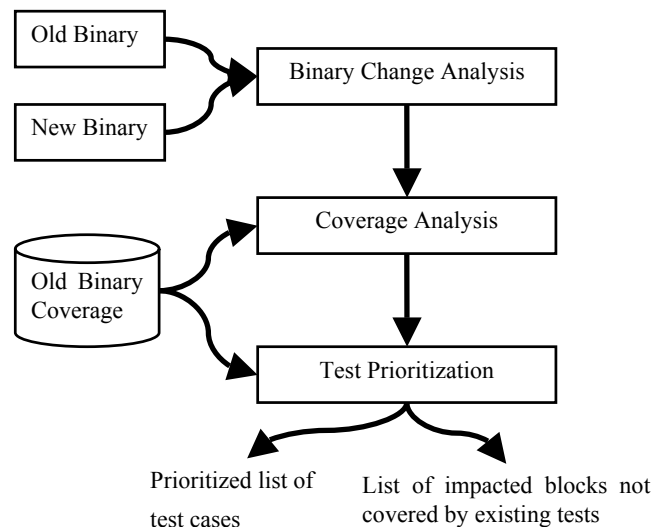 Old Binary
Binary Change Analysis
New Binary
Coverage Analysis
Old Binary
Coverage
Test Prioritization
Prioritized list of
test cases
List of impacted blocks not
covered by existing tests